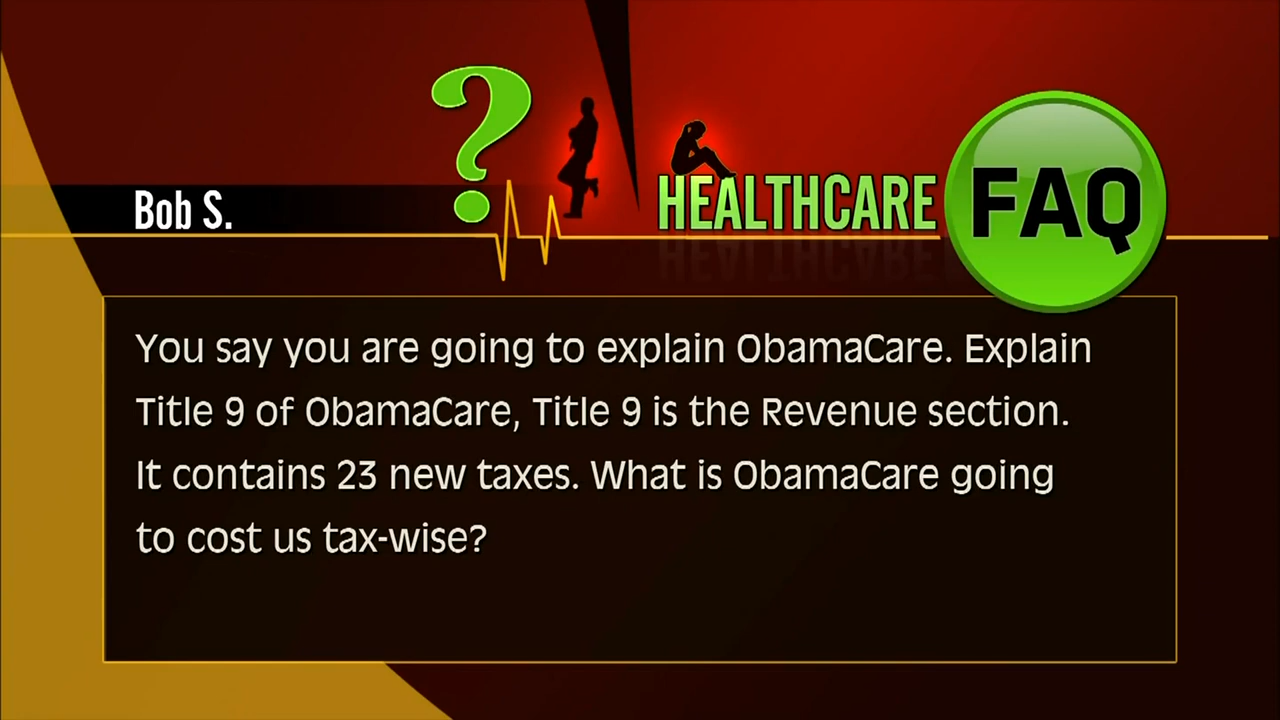 ?
Bob S.
HEALTHCARE
FAQ
You say you are going to explain ObamaCare. Explain
Title 9 of ObamaCare, Title 9 is the Revenue section.
It contains 23 new taxes. What is ObamaCare going
to cost us tax-wise?